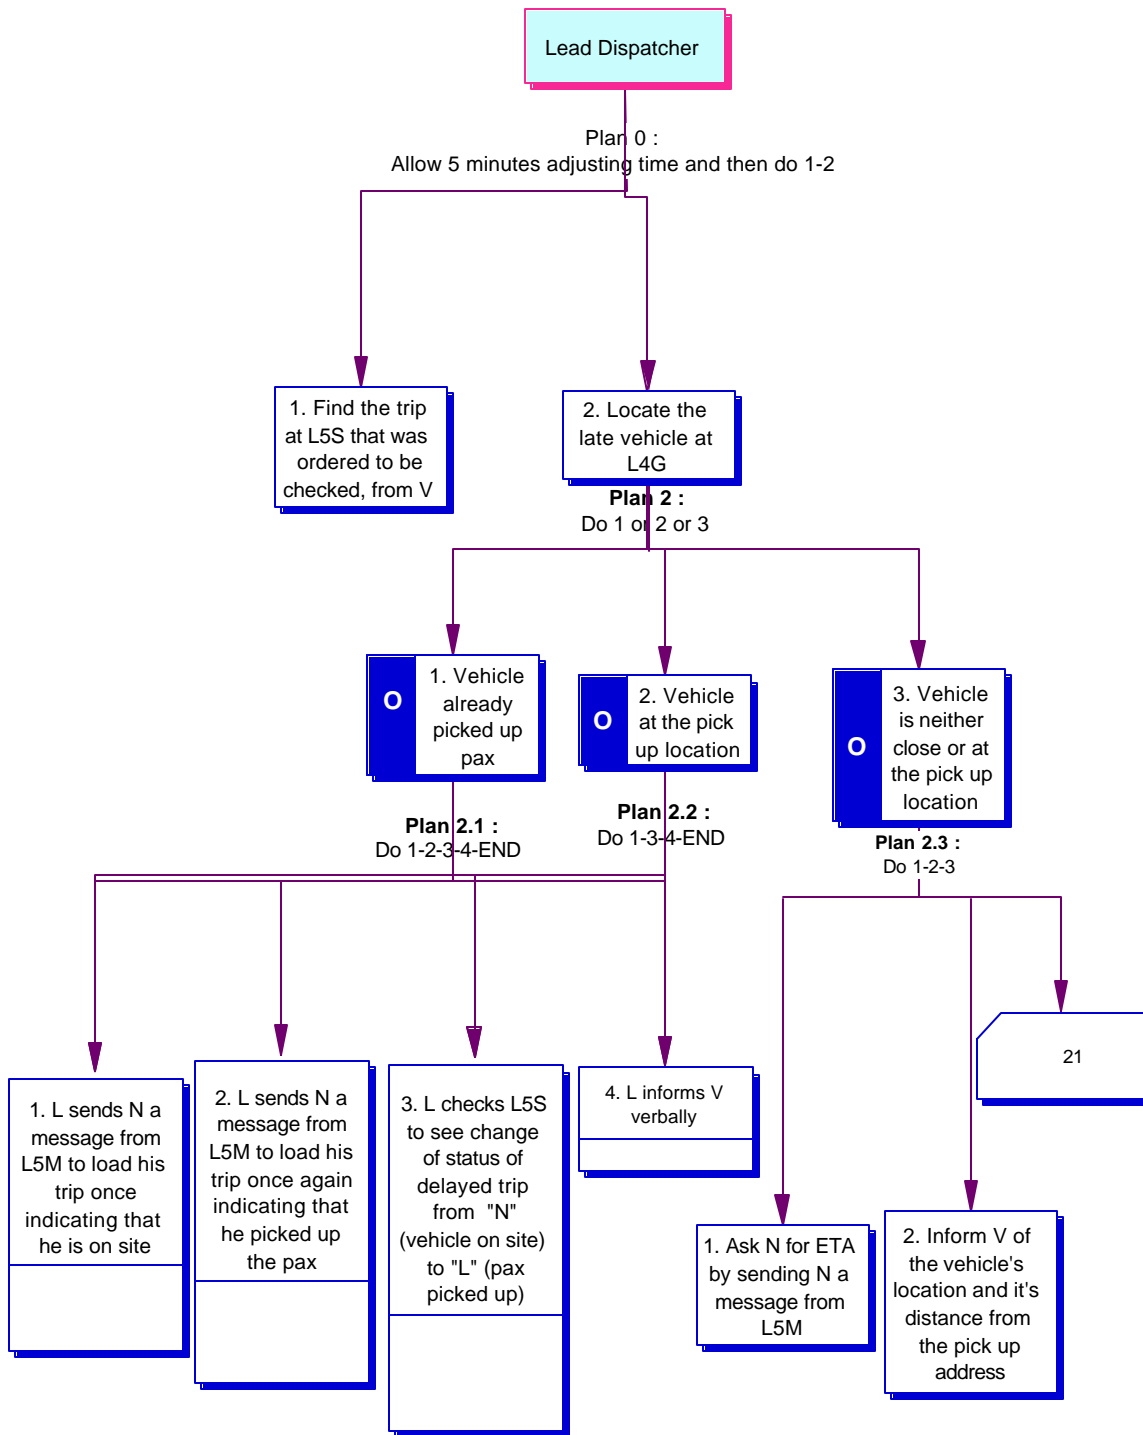 Lead Dispatcher
Plan 0 :
Allow 5 minutes adjusting time and then do 1-2
1. Find the trip
at L5S that was
ordered to be
checked, from V
2. Locate the
late vehicle at
L4G
Plan 2 :
Do 1 or 2 or 3
O
1. Vehicle
already
picked up
pax
O
2. Vehicle
at the pick
up location
O
3. Vehicle
is neither
close or at
the pick up
location
Plan 2.1 :
Do 1-2-3-4-END
Plan 2.2 :
Do 1-3-4-END
Plan 2.3 :
Do 1-2-3
1. L sends N a
message from
L5M to load his
trip once
indicating that
he is on site
2. L sends N a
message from
L5M to load his
trip once again
indicating that
he picked up
the pax
3. L checks L5S
to see change
of status of
delayed trip
from "N"
(vehicle on site)
to "L" (pax
picked up)
4. L informs V
verbally
1. Ask N for ETA
by sending N a
message from
L5M
2. Inform V of
the vehicle's
location and it's
distance from
the pick up
address
21